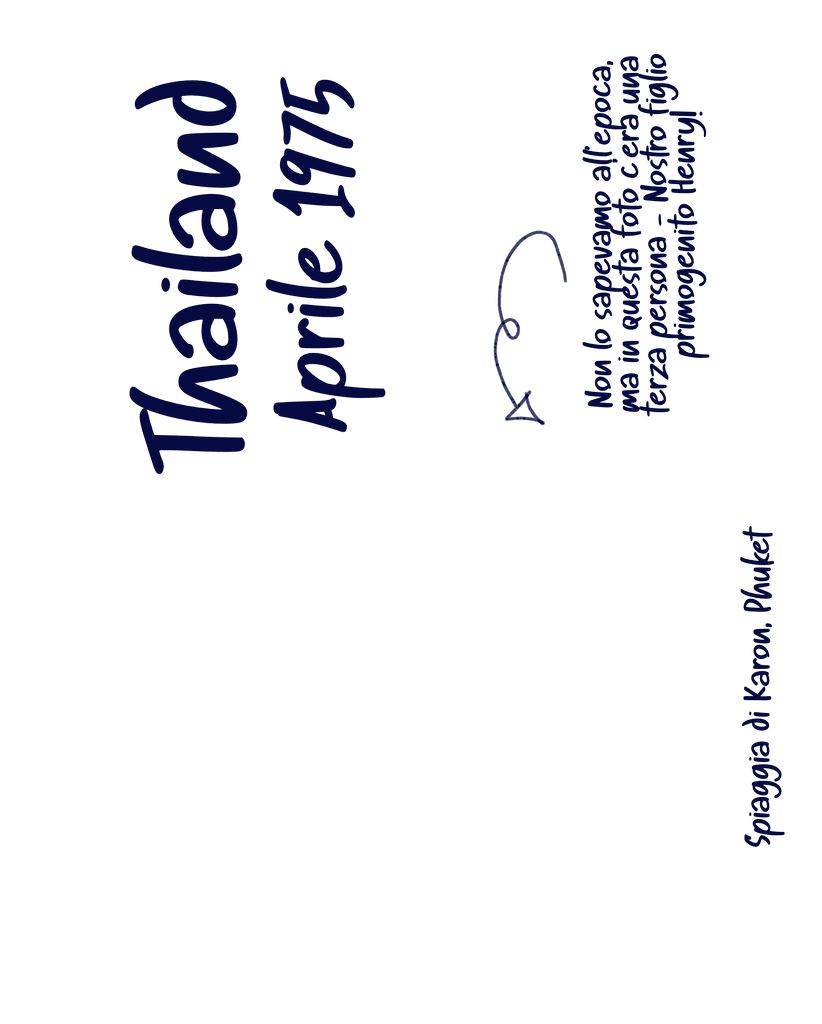 Thailand
Aprile 1975
Non lo sapevamo all'epoca,
ma in questa foto c'era una
terza persona - Nostro figlio
primogenito Henry!
Spiaggia di Karon, Phuket